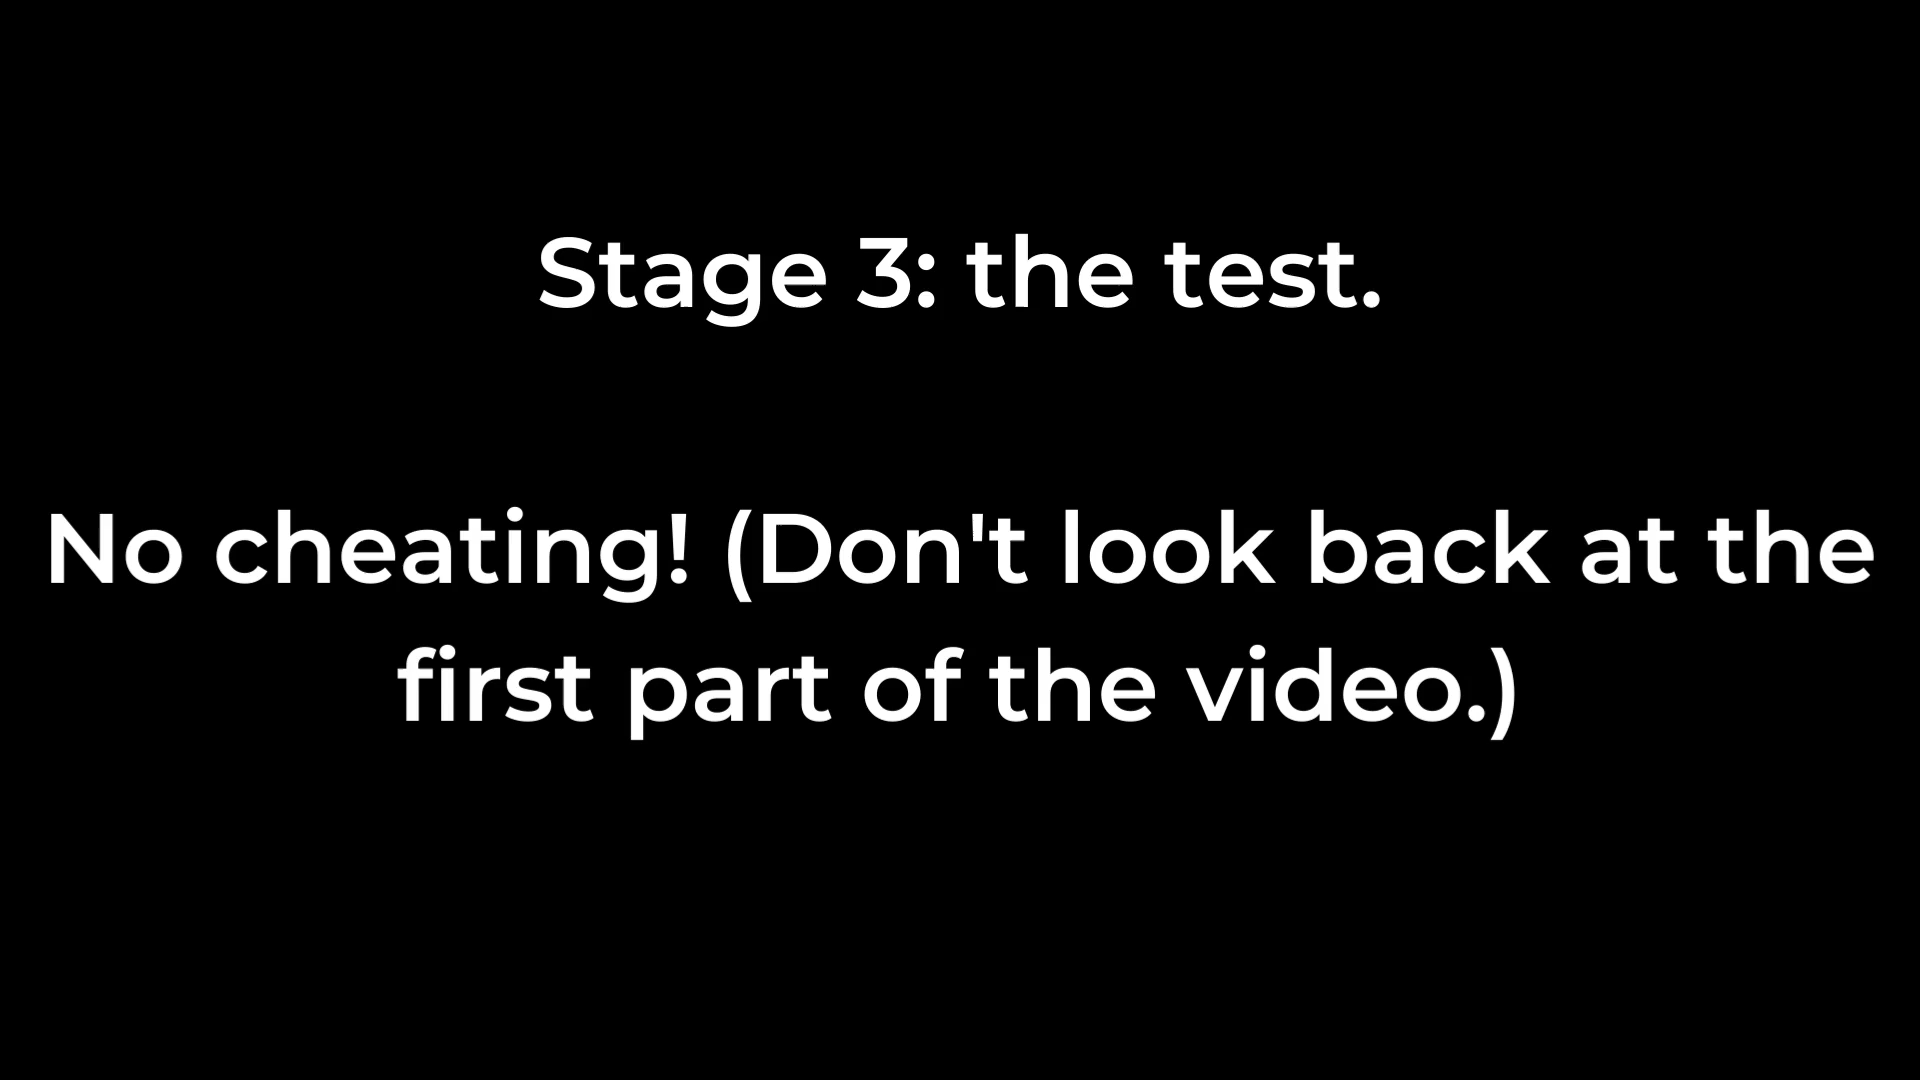 Stage 3: the test.
No cheating! (Don't look back at the
first part of the video.)